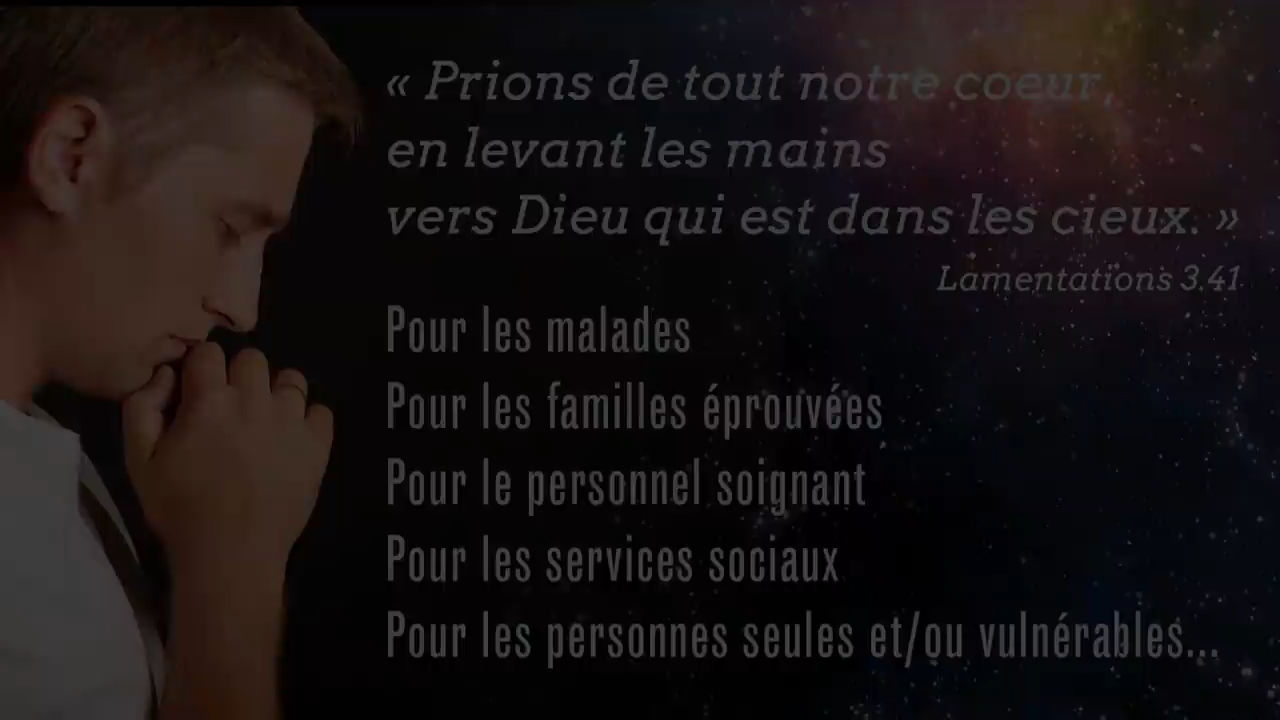 « Prions de tout notre coeur,
en levant les mains
vers Dieu qui est dans les cieux. »
Lamentations 3.41
Pour les malades
Pour les familles éprouvées
Pour le personnel soignant
Pour les services sociaux
Pour les personnes seules et/ou vulnérables...